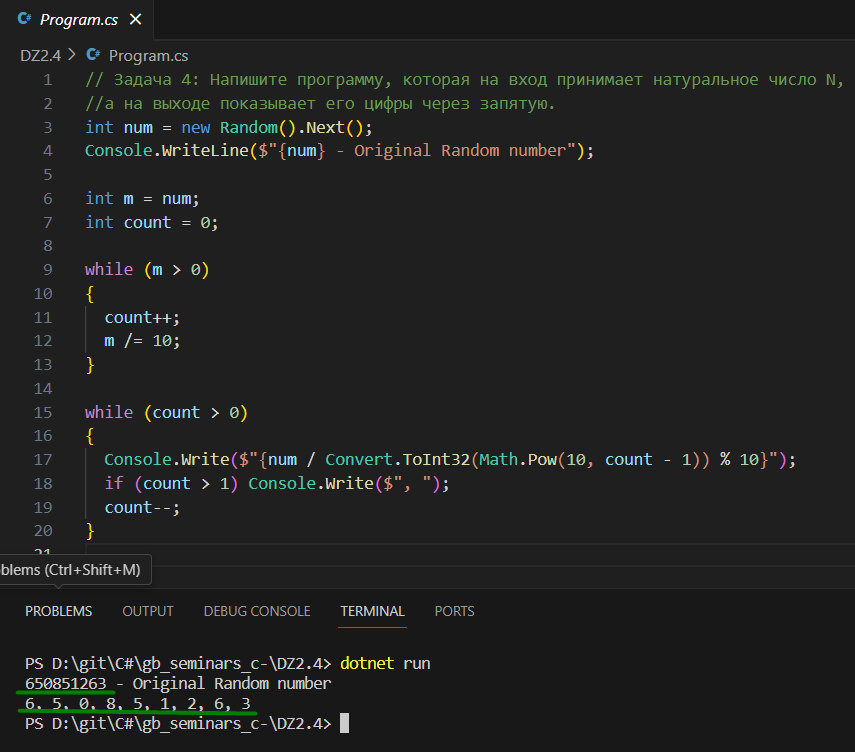 Program.cs
DZ2.4 > Program.cs
1 // Задача 4: Напишите программу, которая на вход принимает натуральное число N,
2 //а на выходе показывает его цифры через запятую.
3 int num = new Random().Next();
4 Console.WriteLine($"{num} - Original Random number");
5
6 int m = num;
7 int count = 0;
8
9 while (m > 0)
10 {
11 count++;
12 m /= 10;
13 }
14
15 while (count > 0)
16 {
17 Console.Write($"{num / Convert.ToInt32(Math.Pow(10, count - 1)) % 10}");
18 if (count > 1) Console.Write($", ");
19 count--;
20 }
21
blems (Ctrl+Shift+M)
PROBLEMS OUTPUT DEBUG CONSOLE TERMINAL PORTS
PS D:\git\C#\gb_seminars_c-\DZ2.4> dotnet run
650851263 - Original Random number
6, 5, 0, 8, 5, 1, 2, 6, 3
PS D:\git\C#\gb_seminars_c-\DZ2.4>